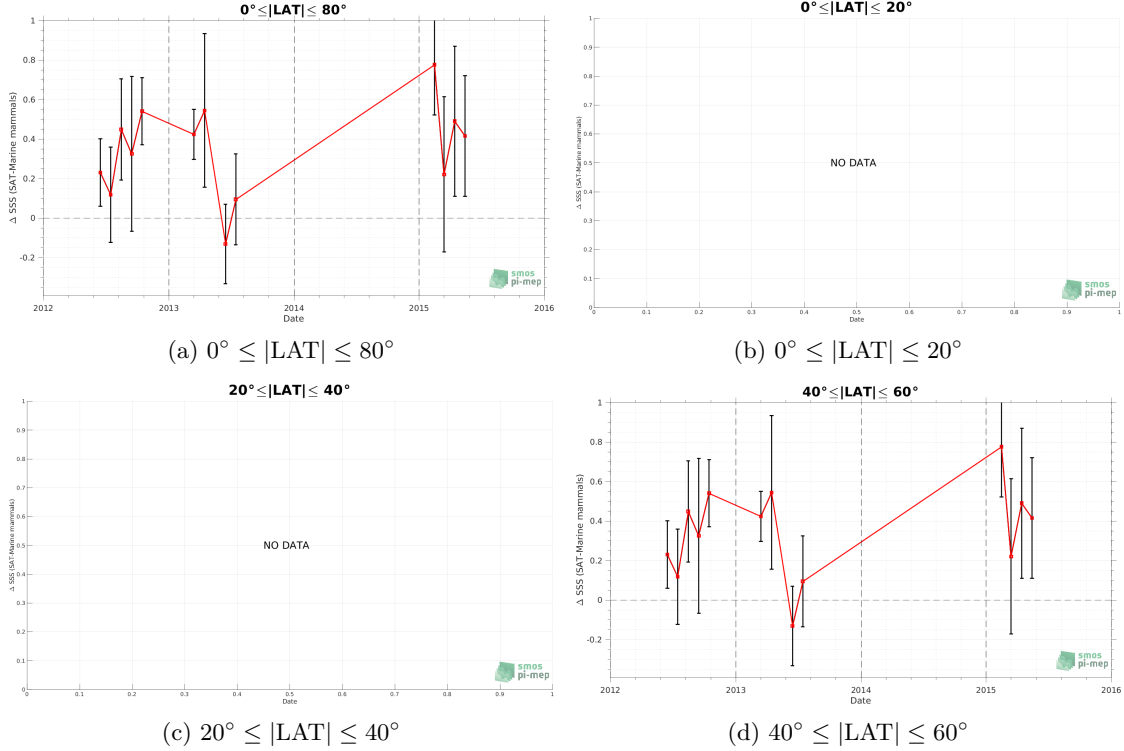 0°≤|LAT|≤ 80°
1
0.8
0.6
0.4
0.2
0
-0.2
Δ SSS (SAT-Marine mammals)
2012 2013 2014 2015 2016
Date
smos
pi-mep
(a) 0° ≤ |LAT| ≤ 80°
0°≤|LAT|≤ 20°
1
0.9
0.8
0.7
0.6
0.5
0.4
0.3
0.2
0.1
0
Δ SSS (SAT-Marine mammals)
NO DATA
0 0.1 0.2 0.3 0.4 0.5 0.6 0.7 0.8 0.9 1
Date
smos
pi-mep
(b) 0° ≤ |LAT| ≤ 20°
20°≤|LAT|≤ 40°
1
0.9
0.8
0.7
0.6
0.5
0.4
0.3
0.2
0.1
0
Δ SSS (SAT-Marine mammals)
NO DATA
0 0.1 0.2 0.3 0.4 0.5 0.6 0.7 0.8 0.9 1
Date
smos
pi-mep
(c) 20° ≤ |LAT| ≤ 40°
40°≤|LAT|≤ 60°
1
0.8
0.6
0.4
0.2
0
-0.2
Δ SSS (SAT-Marine mammals)
2012 2013 2014 2015 2016
Date
smos
pi-mep
(d) 40° ≤ |LAT| ≤ 60°